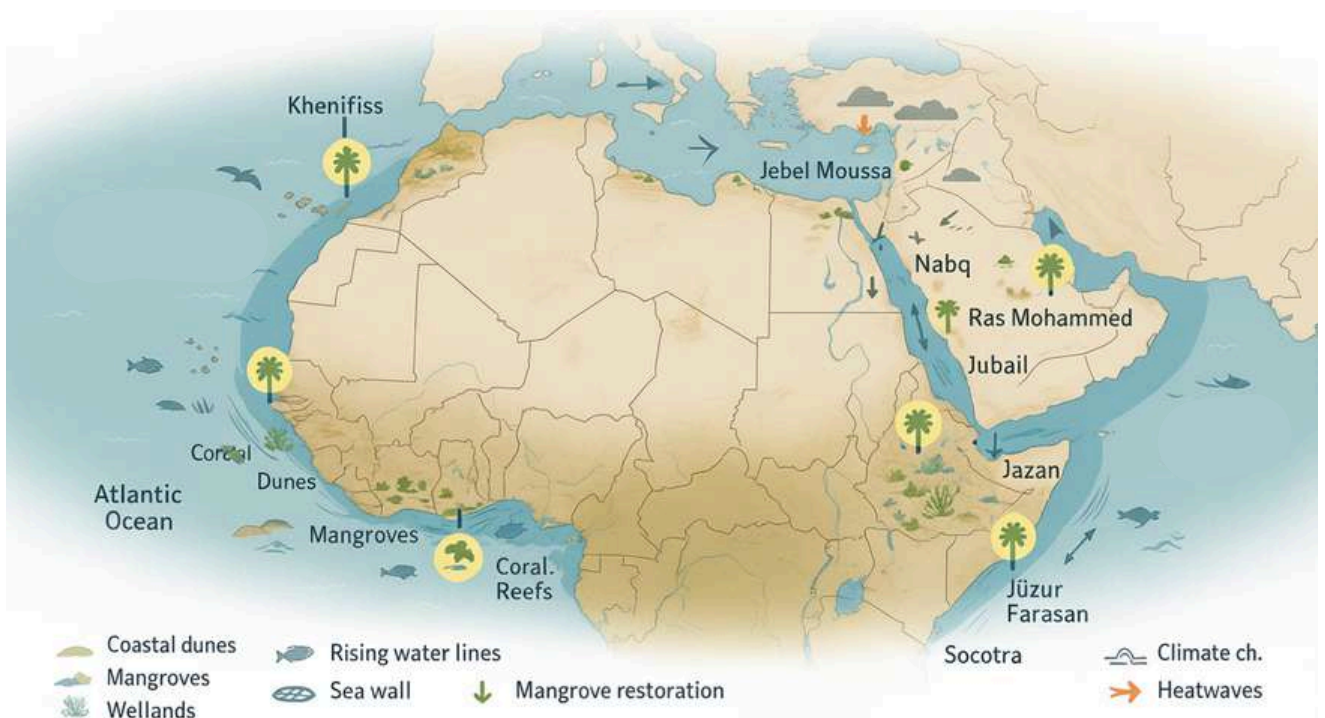 Khenifiss
Jebel Moussa
Nabq
Ras Mohammed
Jubail
Dunes
Atlantic
Ocean
Mangroves
Coral.
Reefs
Jazan
Jüzur
Farasan
Socotra
Coastal dunes
Mangroves
Wellands
Rising water lines
Sea wall
Mangrove restoration
Climate ch.
Heatwaves